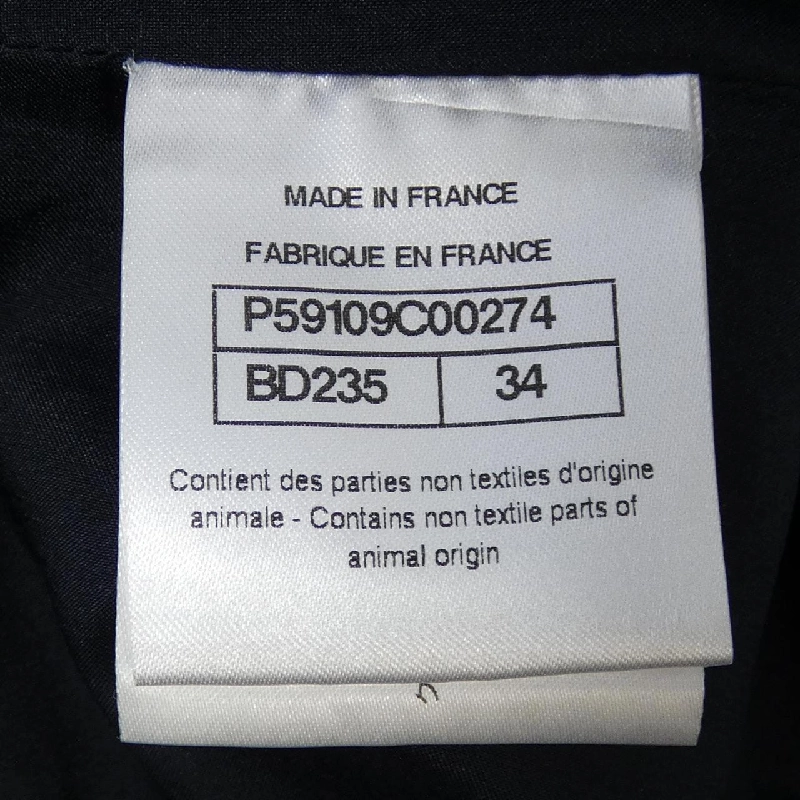 MADE IN FRANCE
FABRIQUE EN FRANCE
P59109C00274
BD235 34
Contient des parties non textiles d'origine
animale - Contains non textile parts of
animal origin